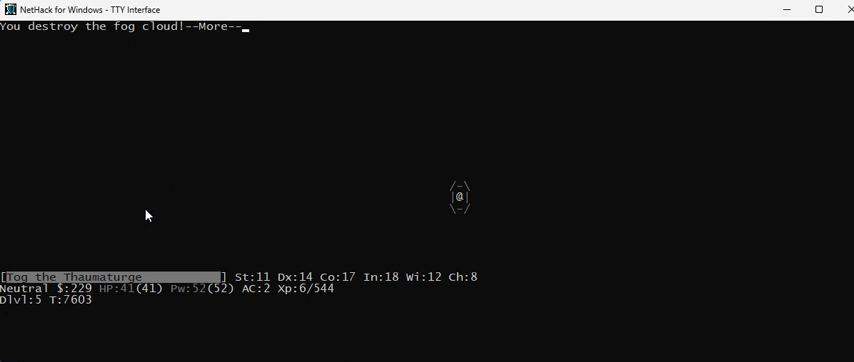 NetHack for Windows - TTY Interface
You destroy the fog cloud!--More--
/-\
|@|
\-/
[Tog the Thaumaturge] St:11 Dx:14 Co:17 In:18 Wi:12 Ch:8
Neutral $:229 HP:41(41) Pw:52(52) AC:2 Xp:6/544
Dlvl:5 T:7603